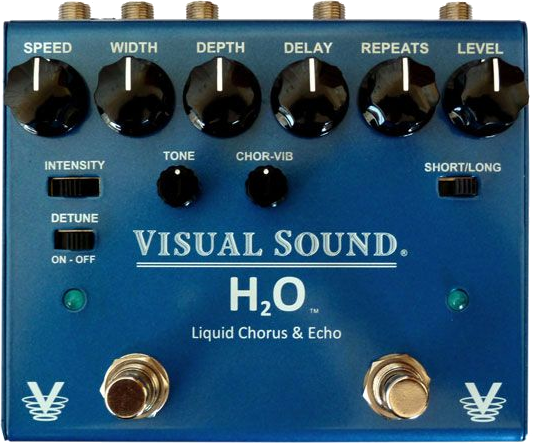 SPEED WIDTH DEPTH DELAY REPEATS LEVEL
INTENSITY TONE CHOR-VIB SHORT/LONG
DETUNE
ON - OFF
VISUAL SOUND®
H₂O™
Liquid Chorus & Echo
V V